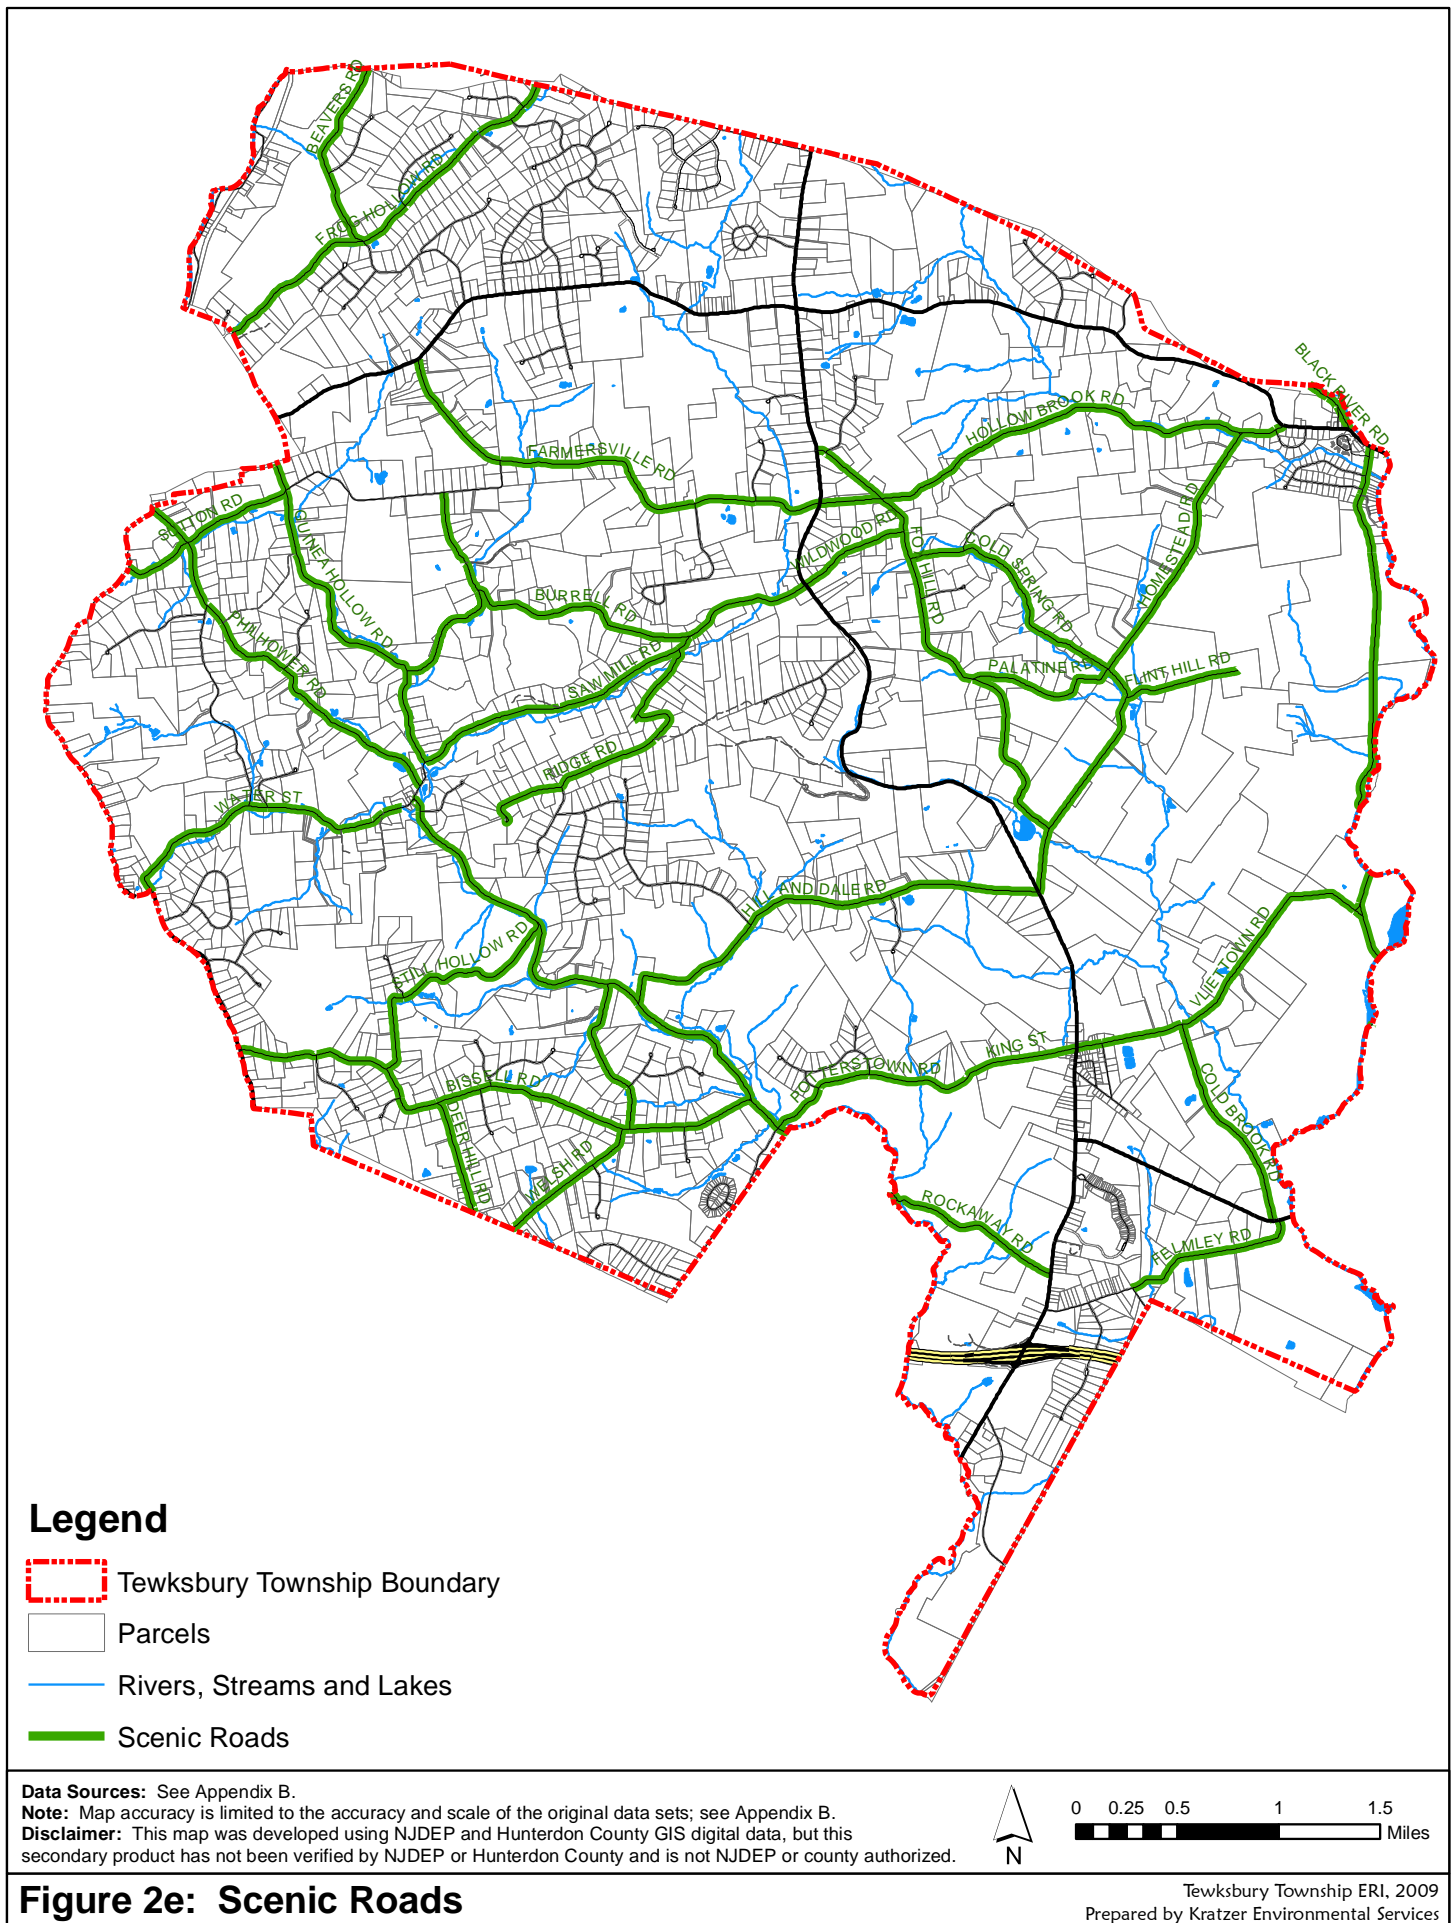 BEAVERS RD
FROG HOLLOW RD
BLACK RIVER RD
HOLLOW BROOK RD
FARMERSVILLE RD
SUTTON RD
GUINEA HOLLOW RD
WILDWOOD RD
FOX HILL RD
COLD SPRING RD
HOMESTEAD RD
BURRELL RD
PHILHOWER RD
SAWMILL RD
PALATINE RD
FLINT HILL RD
RIDGE RD
WATER ST
HILL AND DALE RD
VLIETTOWN RD
STILL HOLLOW RD
KING ST
ROTTERSTOWN RD
BISSELL RD
COLD BROOK RD
DEER HILL RD
WELSH RD
ROCKAWAY RD
FELMLEY RD
Legend
Tewksbury Township Boundary
Parcels
Rivers, Streams and Lakes
Scenic Roads
Data Sources: See Appendix B.
Note: Map accuracy is limited to the accuracy and scale of the original data sets; see Appendix B.
Disclaimer: This map was developed using NJDEP and Hunterdon County GIS digital data, but this
secondary product has not been verified by NJDEP or Hunterdon County and is not NJDEP or county authorized.
N
0 0.25 0.5 1 1.5
Miles
Figure 2e: Scenic Roads
Tewksbury Township ERI, 2009
Prepared by Kratzer Environmental Services